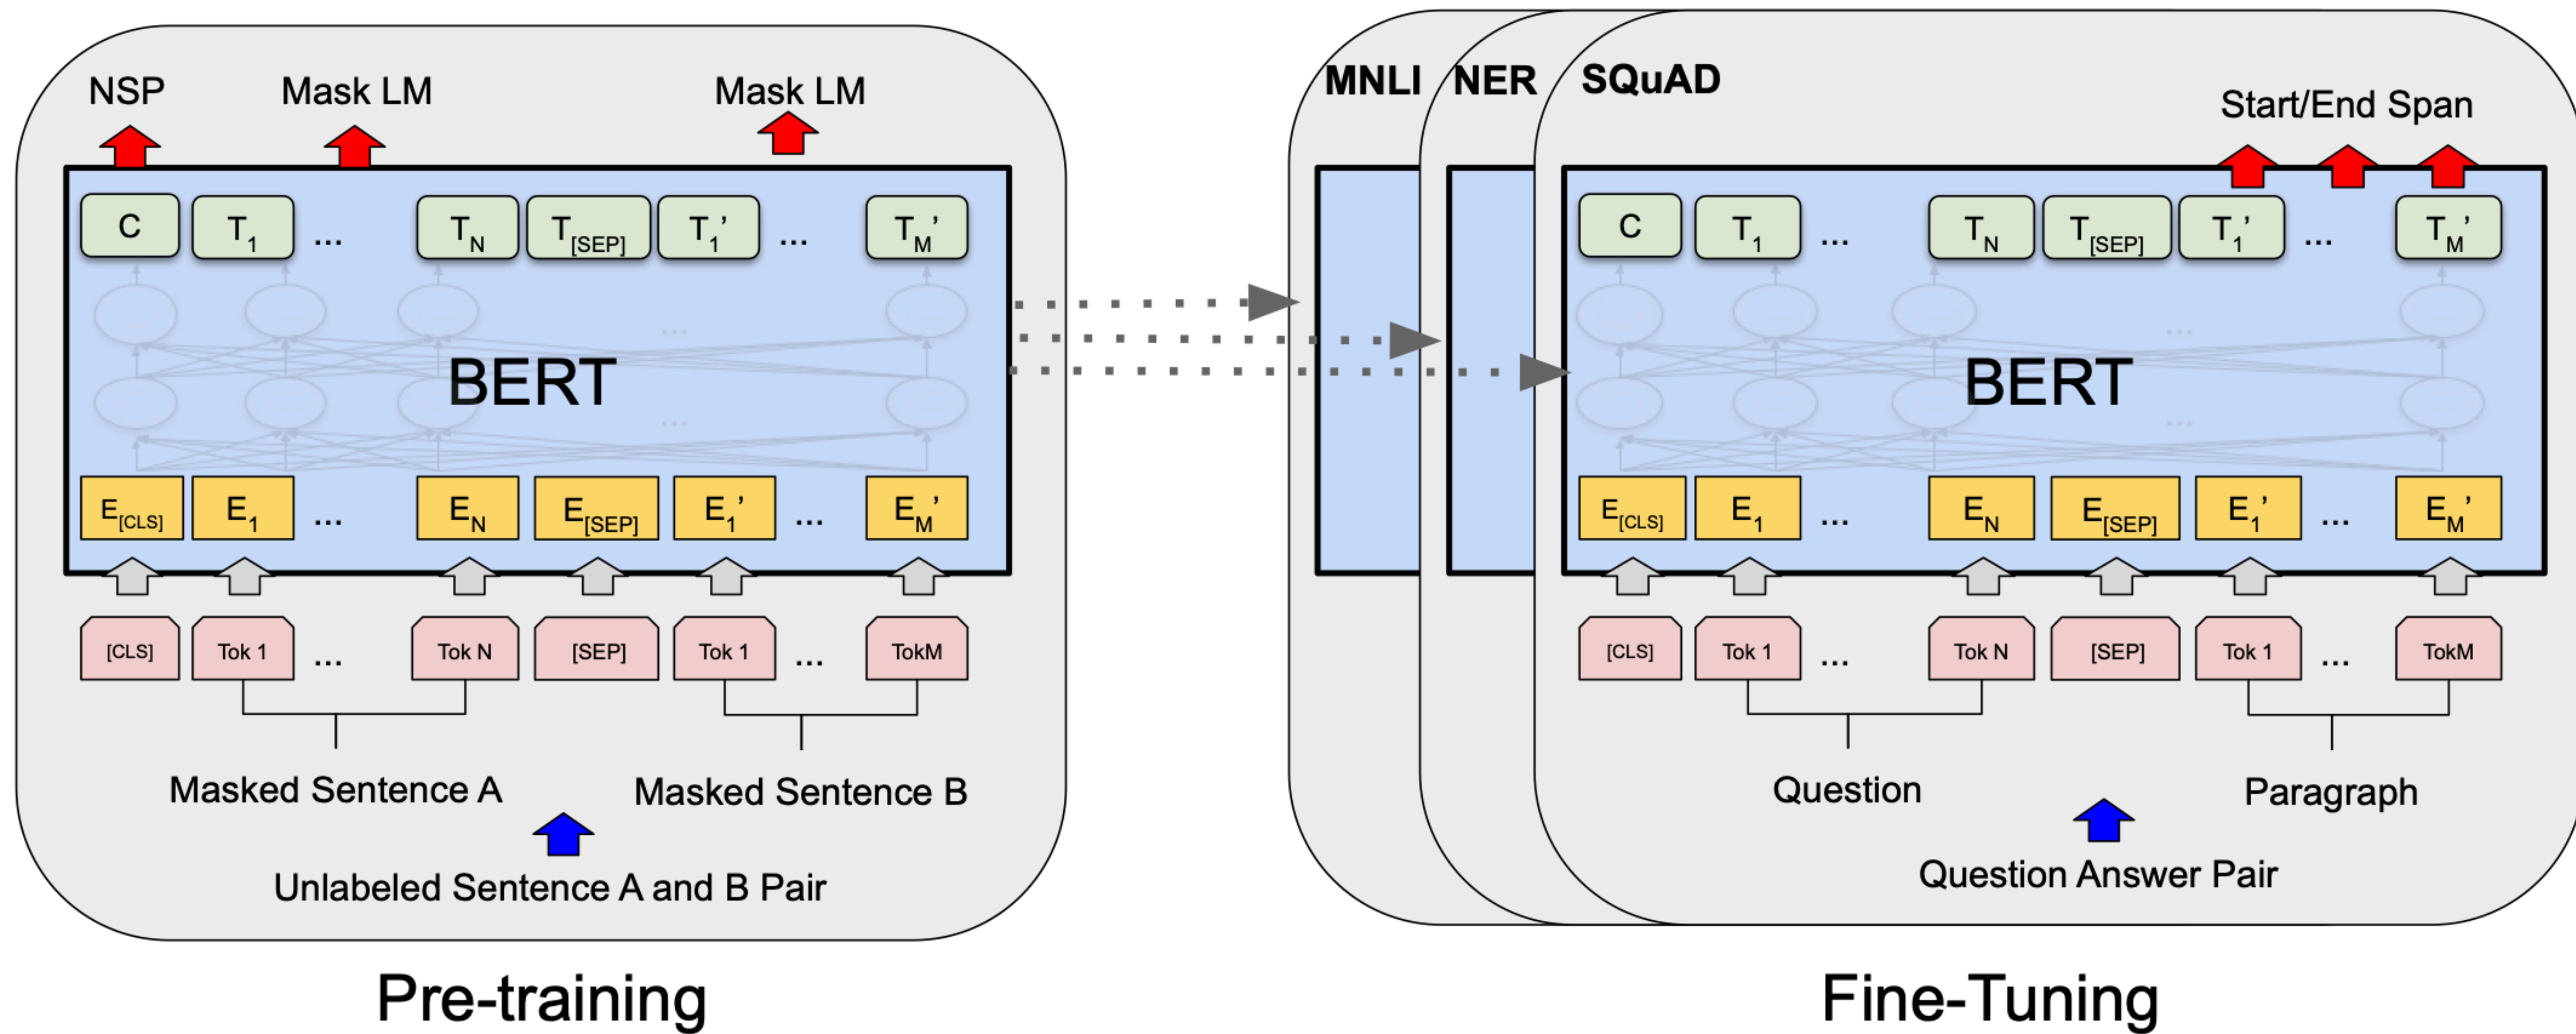 NSP Mask LM Mask LM
C T1 ... TN T[SEP] T1’ ... TM’
...
BERT
...
E[CLS] E1 ... EN E[SEP] E1’ ... EM’
[CLS] Tok 1 ... Tok N [SEP] Tok 1 ... TokM
Masked Sentence A Masked Sentence B
Unlabeled Sentence A and B Pair
Pre-training
MNLI NER SQuAD
Start/End Span
C T1 ... TN T[SEP] T1’ ... TM’
...
BERT
...
E[CLS] E1 ... EN E[SEP] E1’ ... EM’
[CLS] Tok 1 ... Tok N [SEP] Tok 1 ... TokM
Question Paragraph
Question Answer Pair
Fine-Tuning